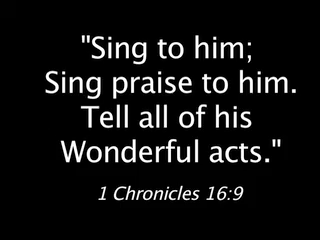 "Sing to him;
Sing praise to him.
Tell all of his
Wonderful acts."
1 Chronicles 16:9